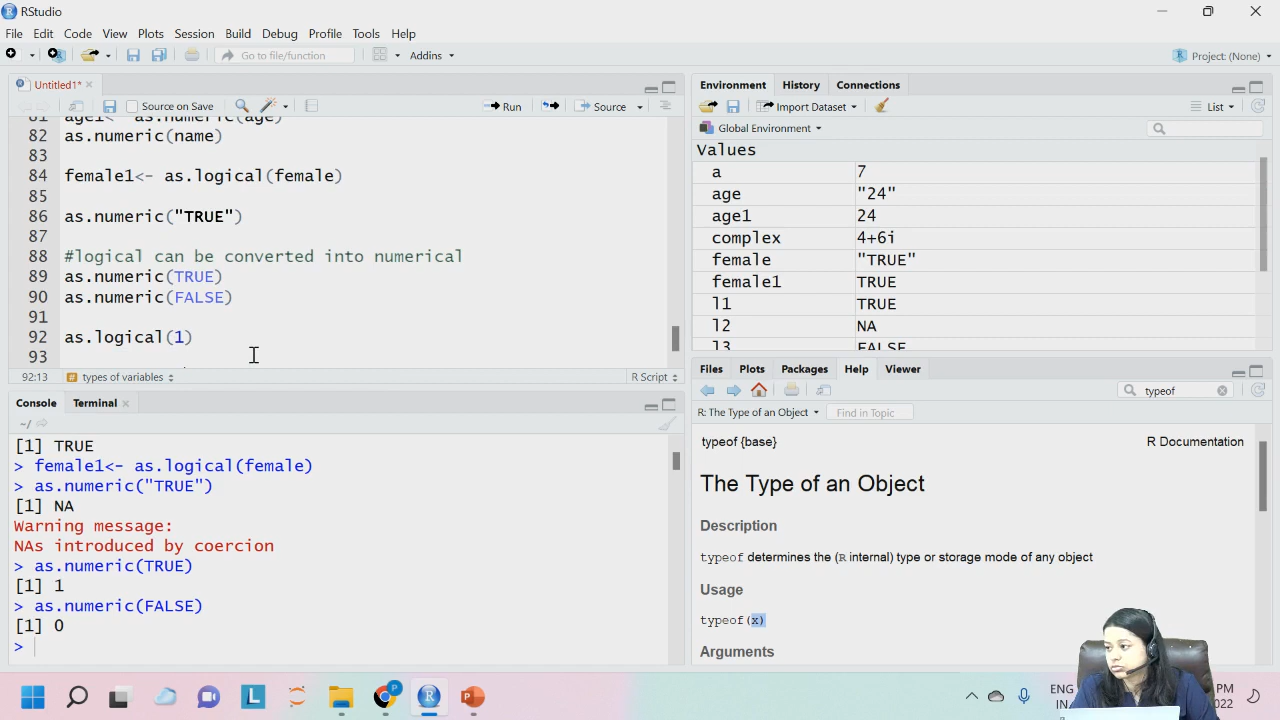 RStudio
File Edit Code View Plots Session Build Debug Profile Tools Help
Go to file/function Addins Project: (None)
Untitled1*
Source on Save Run Source
81 age1<- as.numeric(age)
82 as.numeric(name)
83
84 female1<- as.logical(female)
85
86 as.numeric("TRUE")
87
88 #logical can be converted into numerical
89 as.numeric(TRUE)
90 as.numeric(FALSE)
91
92 as.logical(1)
93
92:13 # types of variables R Script
Console Terminal
~/
[1] TRUE
> female1<- as.logical(female)
> as.numeric("TRUE")
[1] NA
Warning message:
NAs introduced by coercion
> as.numeric(TRUE)
[1] 1
> as.numeric(FALSE)
[1] 0
>
Environment History Connections
Import Dataset List
Global Environment
Values
a 7
age "24"
age1 24
complex 4+6i
female "TRUE"
female1 TRUE
l1 TRUE
l2 NA
l3 FALSE
Files Plots Packages Help Viewer
typeof
R: The Type of an Object Find in Topic
typeof {base} R Documentation
The Type of an Object
Description
typeof determines the (R internal) type or storage mode of any object
Usage
typeof(x)
Arguments
ENG
PM